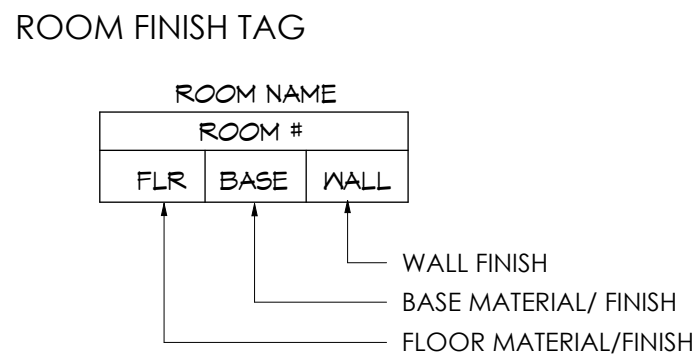 ROOM FINISH TAG
ROOM NAME
ROOM #
FLR BASE WALL
WALL FINISH
BASE MATERIAL/ FINISH
FLOOR MATERIAL/FINISH